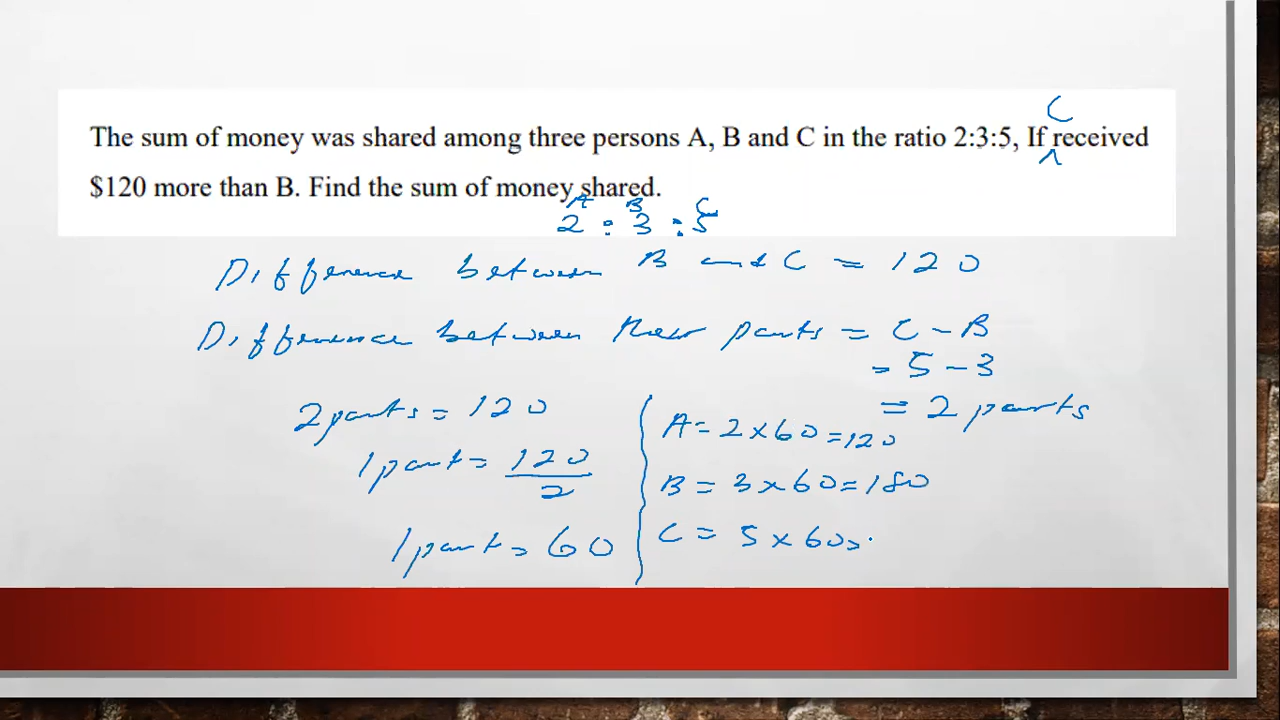 C
The sum of money was shared among three persons A, B and C in the ratio 2:3:5, If received
$120 more than B. Find the sum of money shared.
A B C
2 : 3 : 5
Difference between B and C = 120
Difference between their parts = C - B
= 5 - 3
= 2 parts
2 parts = 120
1 part = 120/2
1 part = 60
A = 2 x 60 = 120
B = 3 x 60 = 180
C = 5 x 60 =